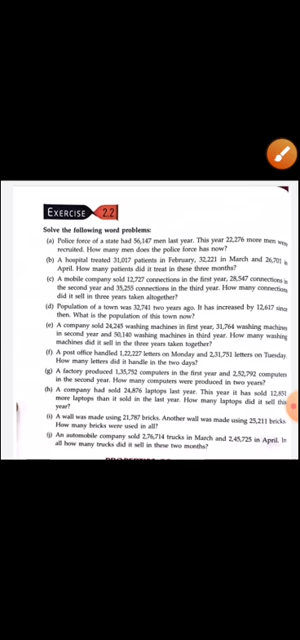 EXERCISE 2.2
Solve the following word problems:
(a) Police force of a state had 56,147 men last year. This year 22,276 more men were
recruited. How many men does the police force has now?
(b) A hospital treated 31,017 patients in February, 32,221 in March and 26,701 in
April. How many patients did it treat in these three months?
(c) A mobile company sold 12,727 connections in the first year, 28,547 connections in
the second year and 35,255 connections in the third year. How many connections
did it sell in three years taken altogether?
(d) Population of a town was 32,741 two years ago. It has increased by 12,617 since
then. What is the population of this town now?
(e) A company sold 24,245 washing machines in first year, 31,764 washing machines
in second year and 50,140 washing machines in third year. How many washing
machines did it sell in the three years taken together?
(f) A post office handled 1,22,227 letters on Monday and 2,31,751 letters on Tuesday.
How many letters did it handle in the two days?
(g) A factory produced 1,35,752 computers in the first year and 2,52,792 computers
in the second year. How many computers were produced in two years?
(h) A company had sold 24,876 laptops last year. This year it has sold 12,851
more laptops than it sold in the last year. How many laptops did it sell this
year?
(i) A wall was made using 21,787 bricks. Another wall was made using 25,211 bricks.
How many bricks were used in all?
(j) An automobile company sold 2,76,714 trucks in March and 2,45,725 in April. In
all how many trucks did it sell in these two months?